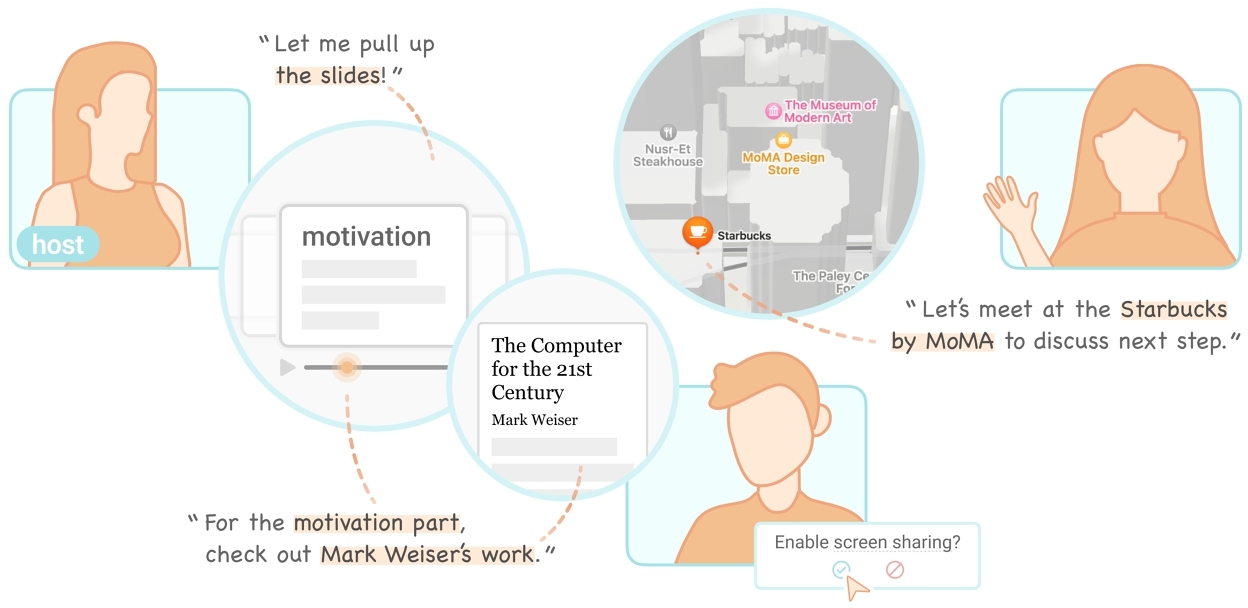 “Let me pull up
the slides!”
host
motivation
The Computer
for the 21st
Century
Mark Weiser
“For the motivation part,
check out Mark Weiser’s work.”
The Museum of
Modern Art
Nusr-Et
Steakhouse
MoMA Design
Store
Starbucks
The Paley Ce
For
“Let’s meet at the Starbucks
by MoMA to discuss next step.”
Enable screen sharing?